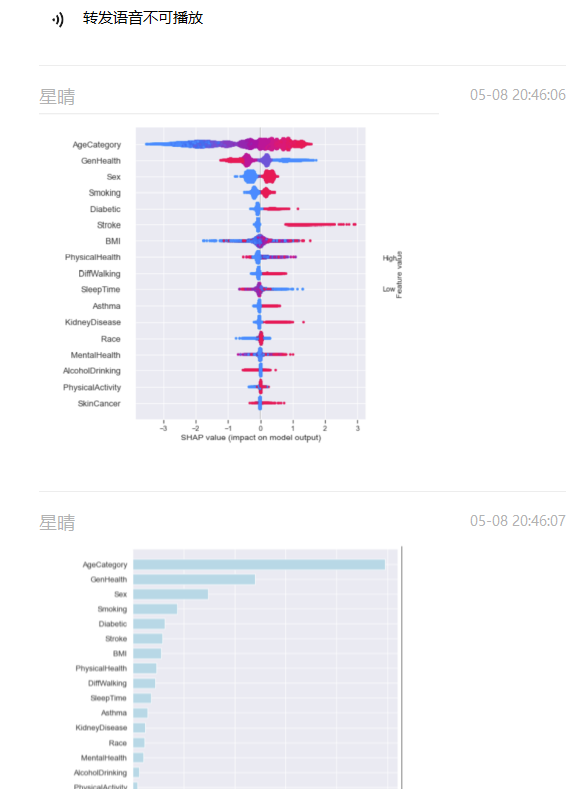 转发语音不可播放
星晴
05-08 20:46:06
AgeCategory
GenHealth
Sex
Smoking
Diabetic
Stroke
BMI
PhysicalHealth
DiffWalking
SleepTime
Asthma
KidneyDisease
Race
MentalHealth
AlcoholDrinking
PhysicalActivity
SkinCancer
High
Low
Feature value
-3 -2 -1 0 1 2 3
SHAP value (impact on model output)
星晴
05-08 20:46:07
AgeCategory
GenHealth
Sex
Smoking
Diabetic
Stroke
BMI
PhysicalHealth
DiffWalking
SleepTime
Asthma
KidneyDisease
Race
MentalHealth
AlcoholDrinking
PhysicalActivity